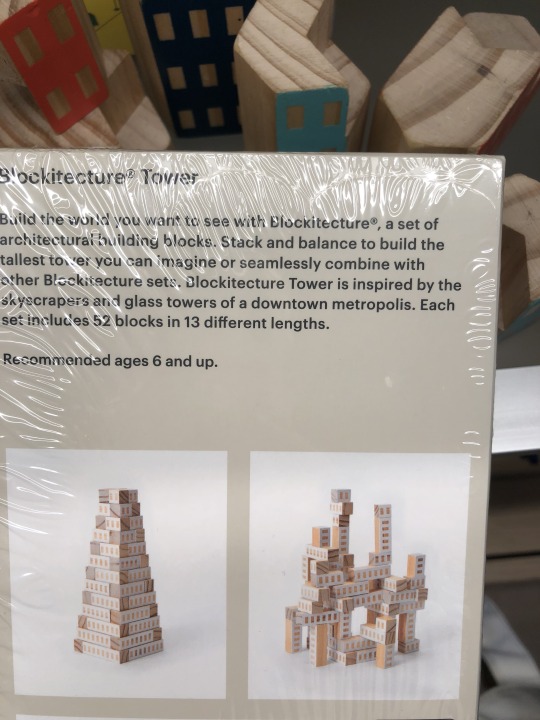 Blockitecture® Tower
Build the world you want to see with Blockitecture®, a set of
architectural building blocks. Stack and balance to build the
tallest tower you can imagine or seamlessly combine with
other Blockitecture sets. Blockitecture Tower is inspired by the
skyscrapers and glass towers of a downtown metropolis. Each
set includes 52 blocks in 13 different lengths.
Recommended ages 6 and up.